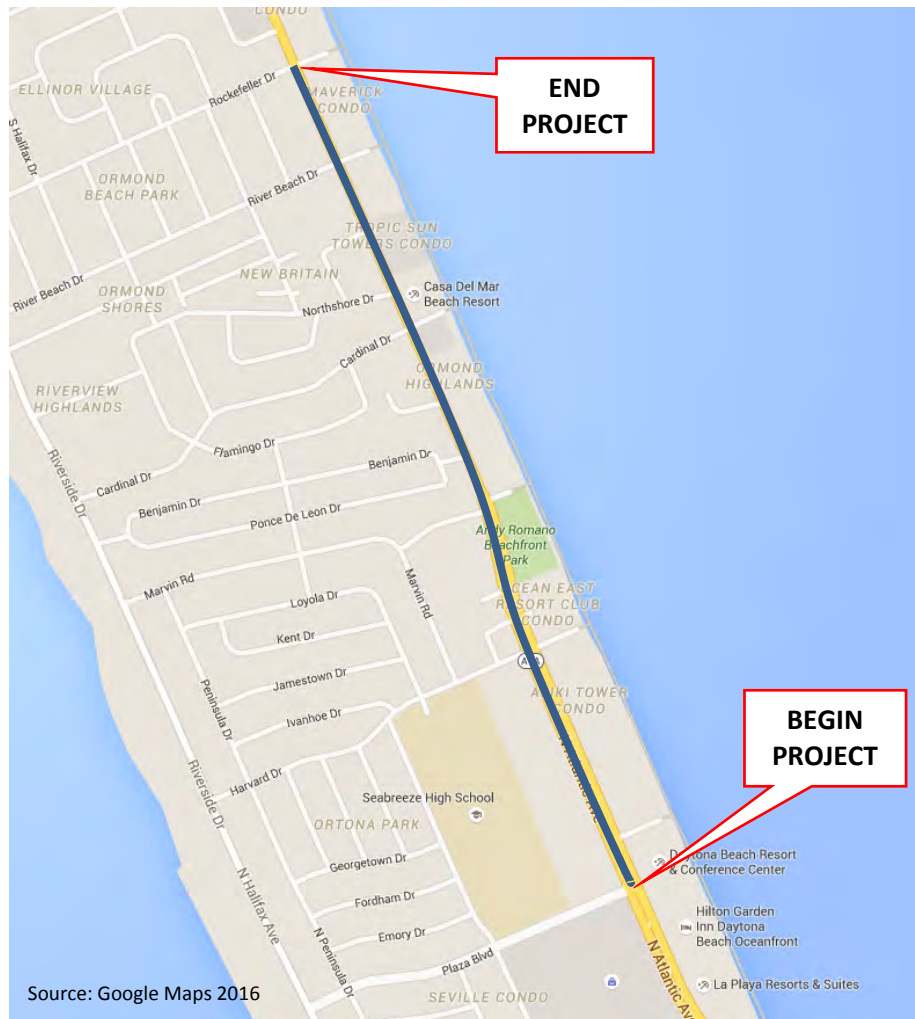 CONDO
END
PROJECT
ELLINOR VILLAGE
Rockefeller Dr
MAVERICK
CONDO
S Halifax Dr
ORMOND
BEACH PARK
River Beach Dr
TROPIC SUN
TOWERS CONDO
NEW BRITAIN
River Beach Dr
ORMOND
SHORES
Northshore Dr
Casa Del Mar
Beach Resort
Cardinal Dr
RIVERVIEW
HIGHLANDS
ORMOND
HIGHLANDS
Flamingo Dr
Riverside Dr
Cardinal Dr
Benjamin Dr
Benjamin Dr
Ponce De Leon Dr
Andy Romano
Beachfront
Park
Marvin Rd
Marvin Rd
Loyola Dr
OCEAN EAST
RESORT CLUB
CONDO
Kent Dr
Jamestown Dr
Peninsula Dr
Ivanhoe Dr
TOWER
CONDO
BEGIN
PROJECT
N Atlantic Ave
Riverside Dr
Harvard Dr
Seabreeze High School
ORTONA PARK
Georgetown Dr
Daytona Beach Resort
& Conference Center
Fordham Dr
N Halifax Ave
Hilton Garden
Inn Daytona
Beach Oceanfront
N Peninsula Dr
Emory Dr
Plaza Blvd
N Atlantic Ave
La Playa Resorts & Suites
Source: Google Maps 2016
SEVILLE CONDO